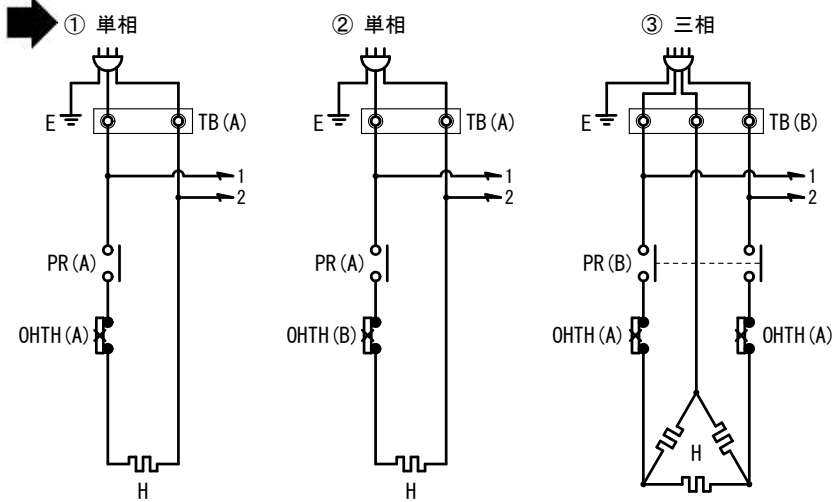 ① 単相
② 単相
③ 三相
E
TB(A)
E
TB(A)
E
TB(B)
1
2
1
2
1
2
PR(A)
PR(A)
PR(B)
OHTH(A)
OHTH(B)
OHTH(A)
OHTH(A)
H
H
H